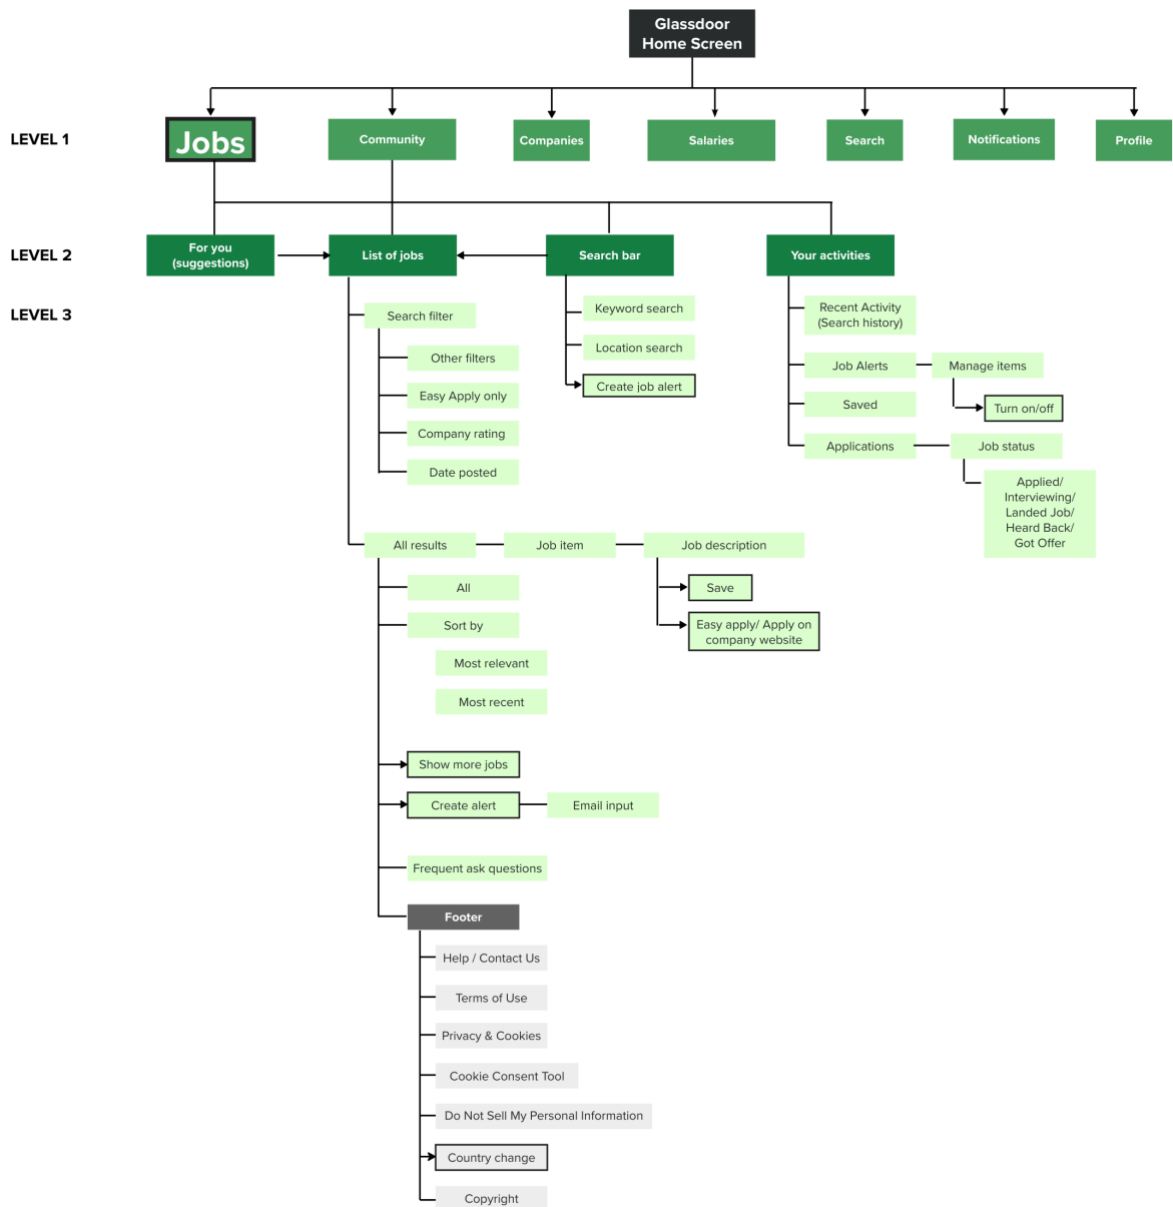 Glassdoor
Home Screen
LEVEL 1
Jobs
Community
Companies
Salaries
Search
Notifications
Profile
LEVEL 2
For you
(suggestions)
List of jobs
Search bar
Your activities
LEVEL 3
Search filter
Other filters
Easy Apply only
Company rating
Date posted
Keyword search
Location search
Create job alert
Recent Activity
(Search history)
Job Alerts
Manage items
Turn on/off
Saved
Applications
Job status
Applied/
Interviewing/
Landed Job/
Heard Back/
Got Offer
All results
Job item
Job description
Save
Easy apply/ Apply on
company website
All
Sort by
Most relevant
Most recent
Show more jobs
Create alert
Email input
Frequent ask questions
Footer
Help / Contact Us
Terms of Use
Privacy & Cookies
Cookie Consent Tool
Do Not Sell My Personal Information
Country change
Copyright